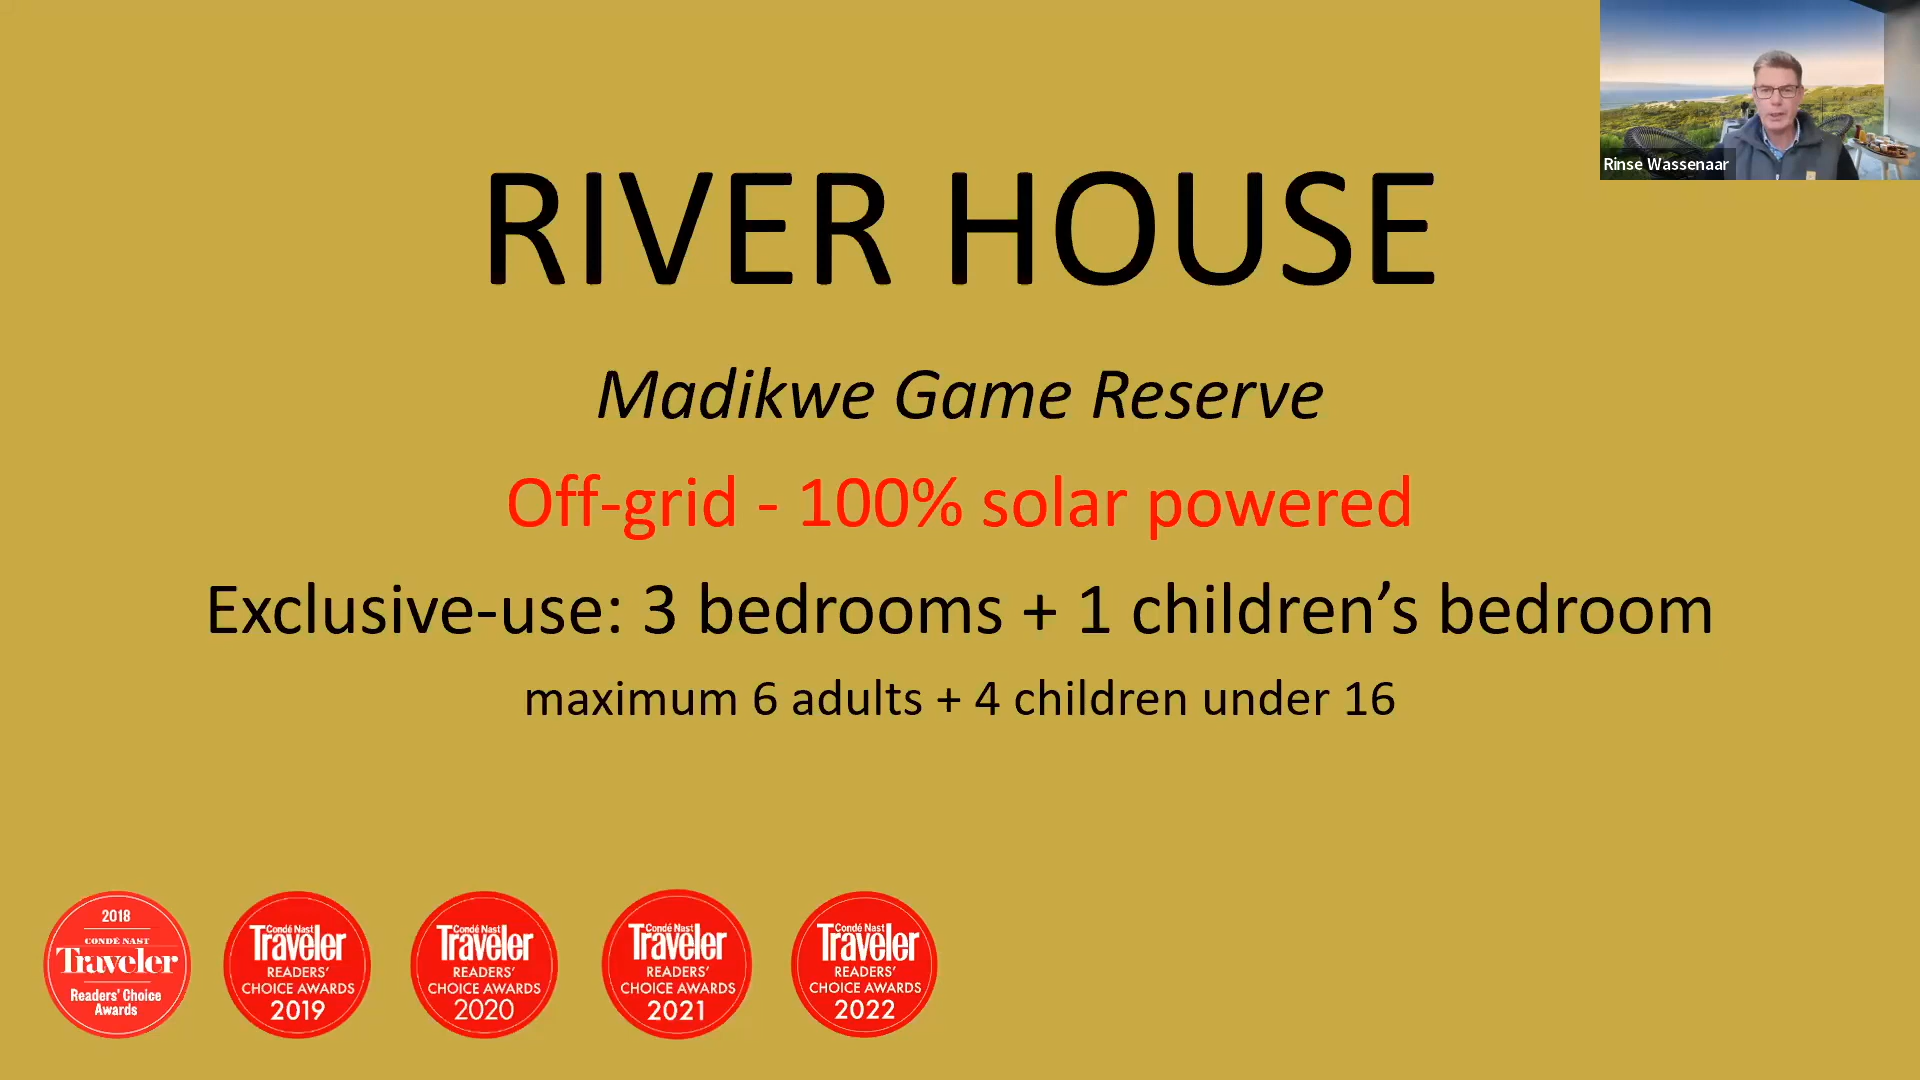 Rinse Wassenaar
RIVER HOUSE
Madikwe Game Reserve
Off-grid - 100% solar powered
Exclusive-use: 3 bedrooms + 1 children’s bedroom
maximum 6 adults + 4 children under 16
2018
CONDÉ NAST
Traveler
Readers' Choice
Awards
Condé Nast
Traveler
READERS'
CHOICE AWARDS
2019
Condé Nast
Traveler
READERS'
CHOICE AWARDS
2020
Condé Nast
Traveler
READERS'
CHOICE AWARDS
2021
Condé Nast
Traveler
READERS'
CHOICE AWARDS
2022